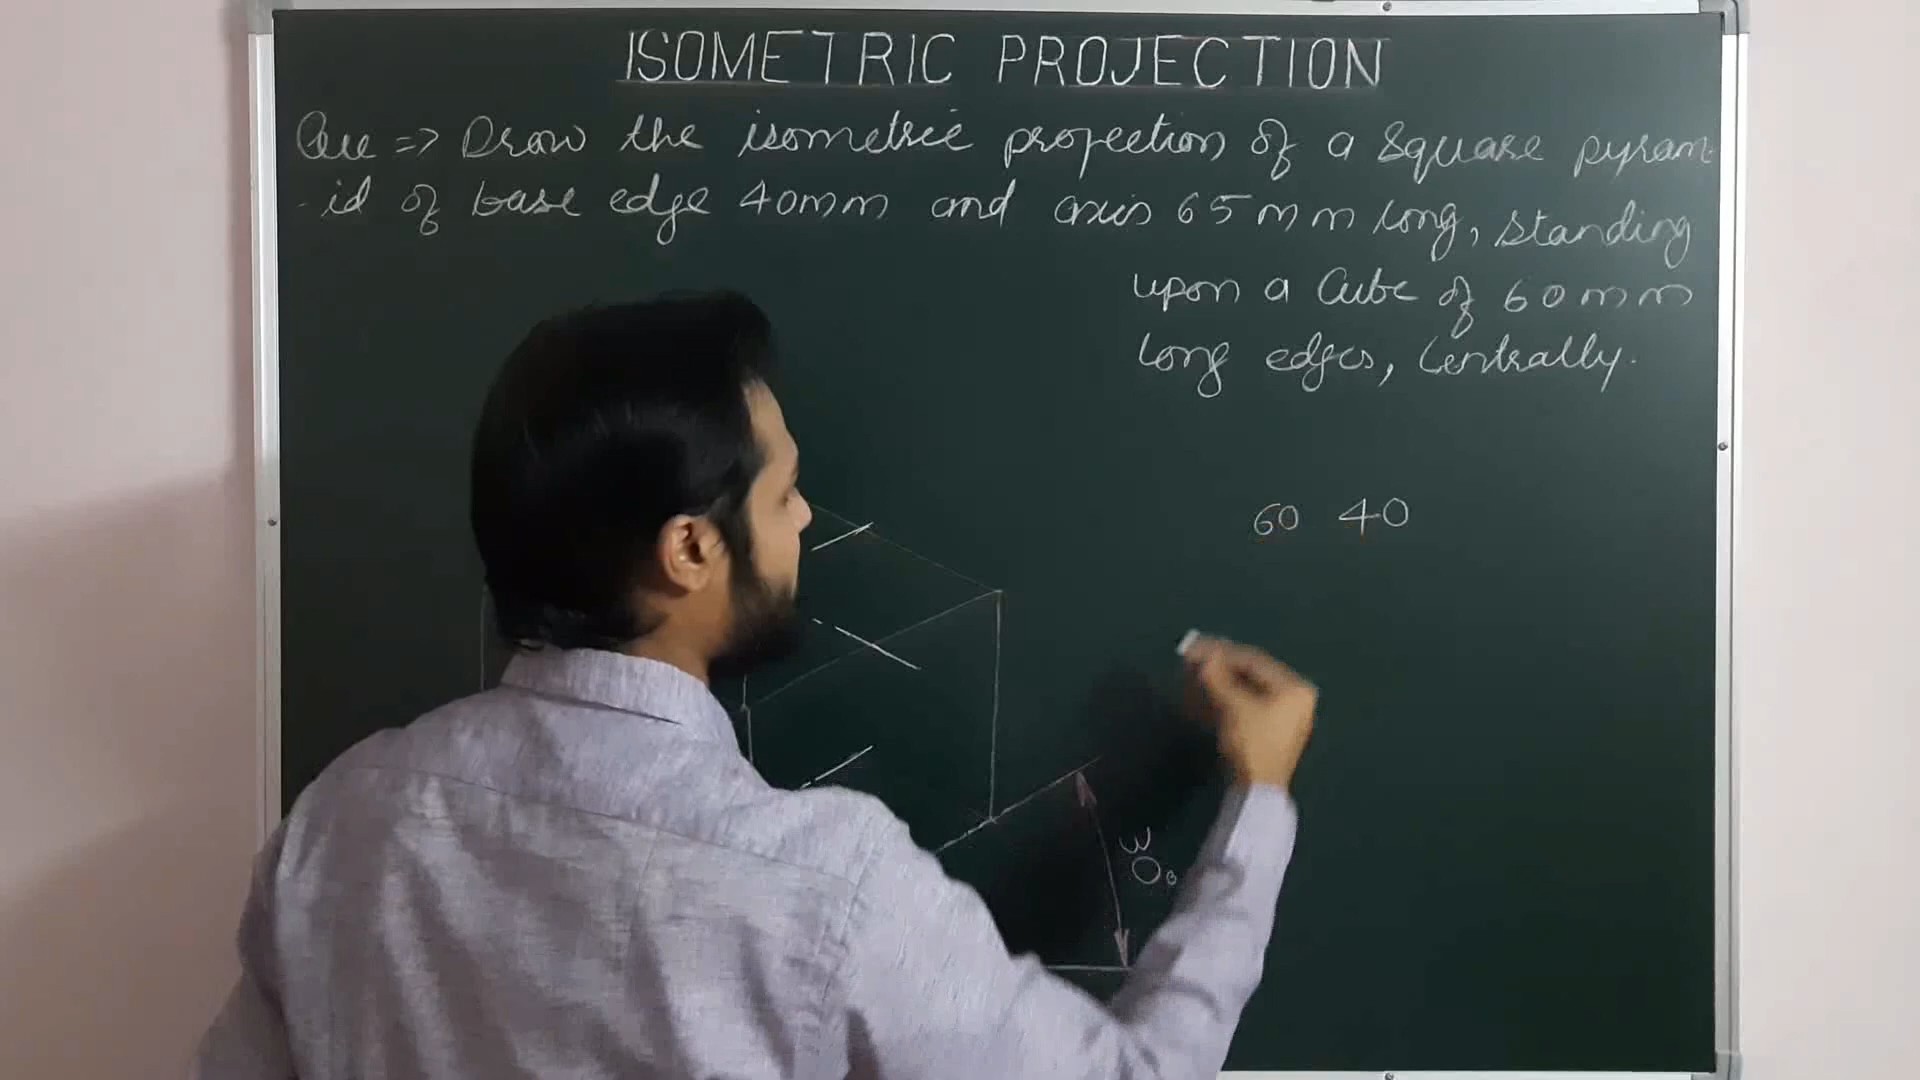 ISOMETRIC PROJECTION
Que => Draw the isometric projection of a square pyram-
-id of base edge 40mm and axis 65mm long, standing
upon a Cube of 60mm
long edges, Centrally.
60 40
30°